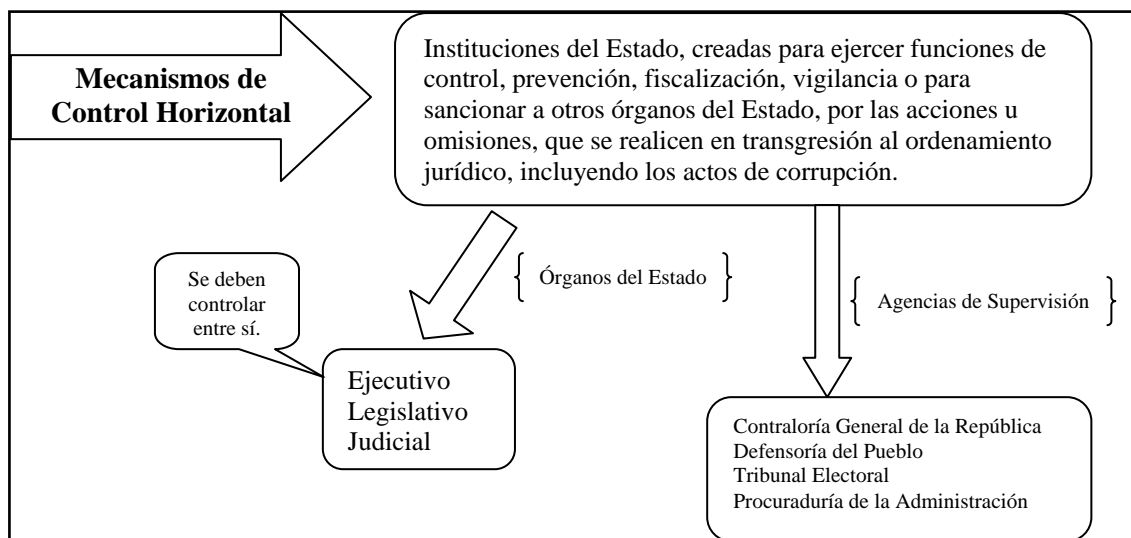 Mecanismos de
Control Horizontal
Instituciones del Estado, creadas para ejercer funciones de
control, prevención, fiscalización, vigilancia o para
sancionar a otros órganos del Estado, por las acciones u
omisiones, que se realicen en transgresión al ordenamiento
jurídico, incluyendo los actos de corrupción.
Se deben
controlar
entre sí.
Órganos del Estado
Agencias de Supervisión
Ejecutivo
Legislativo
Judicial
Contraloría General de la República
Defensoría del Pueblo
Tribunal Electoral
Procuraduría de la Administración